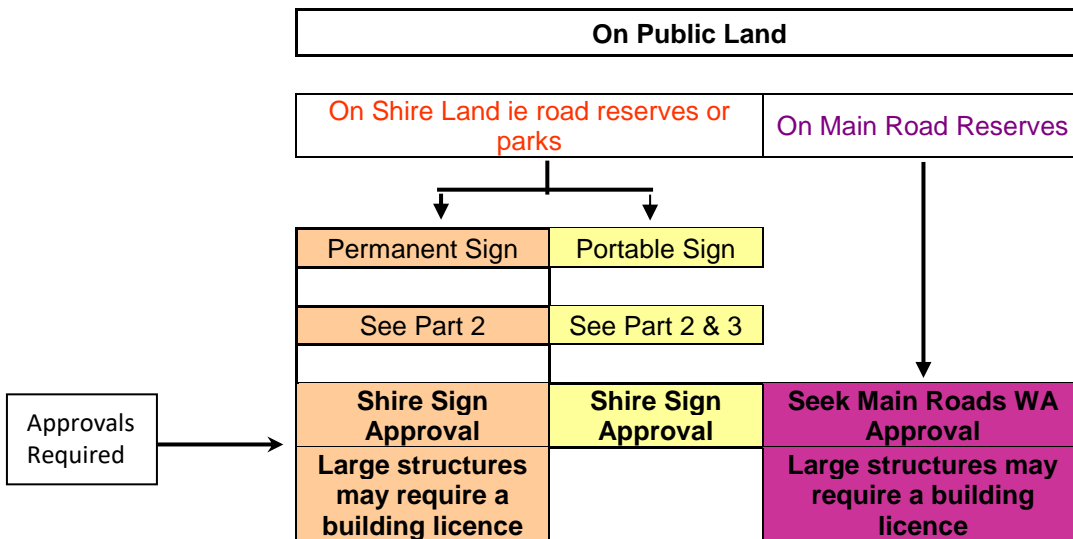 On Public Land
On Shire Land ie road reserves or
parks
On Main Road Reserves
Permanent Sign
Portable Sign
See Part 2
See Part 2 & 3
Approvals
Required
Shire Sign
Approval
Shire Sign
Approval
Seek Main Roads WA
Approval
Large structures
may require a
building licence
Large structures may
require a building
licence